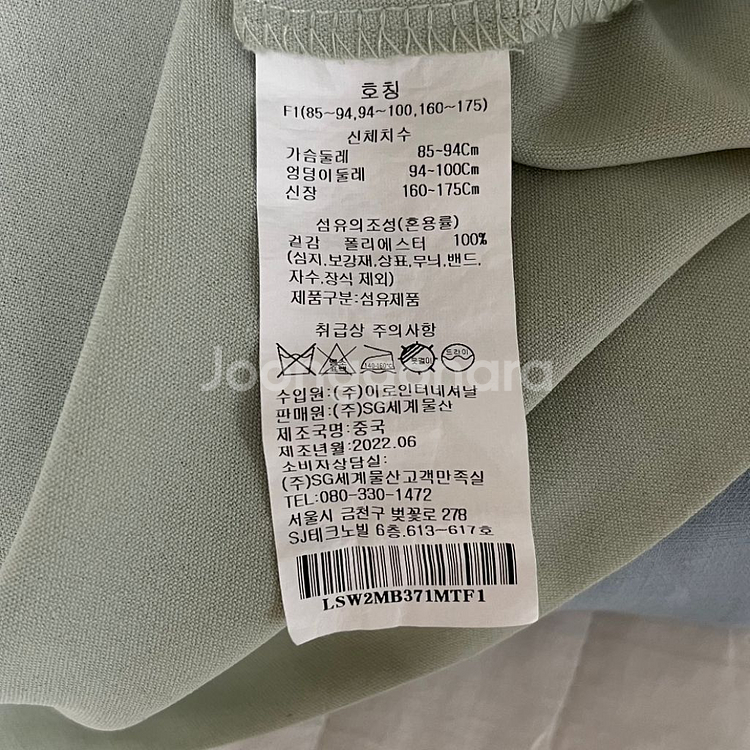 호칭
F1(85~94,94~100,160~175)
신체치수
가슴둘레 85~94Cm
엉덩이둘레 94~100Cm
신장 160~175Cm
섬유의조성(혼용률)
겉감 폴리에스터 100%
(심지,보강재,상표,무늬,밴드,
자수,장식 제외)
제품구분:섬유제품
취급상 주의사항
옷걸이 드라이
Joonggonara
수입원:(주)이로인터내셔날
판매원:(주)SG세계물산
제조국명:중국
제조년월:2022.06
소비자상담실:
(주)SG세계물산고객만족실
TEL:080-330-1472
서울시 금천구 벚꽃로 278
SJ테크노빌 6층,613~617호
LSW2MB371MTF1